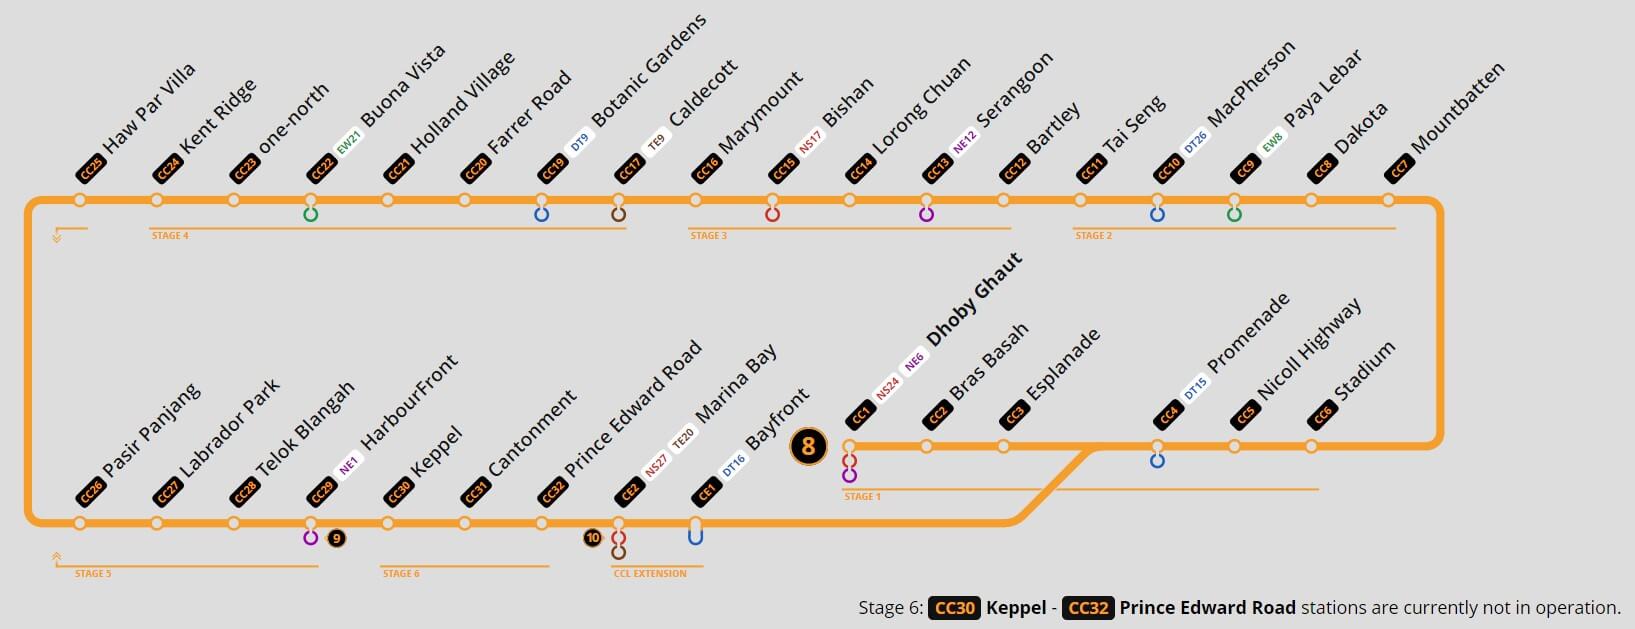 CC25 Haw Par Villa
CC24 Kent Ridge
CC23 one-north
CC22 EW21 Buona Vista
CC21 Holland Village
CC20 Farrer Road
CC19 DT9 Botanic Gardens
CC17 TE9 Caldecott
CC16 Marymount
CC15 NS17 Bishan
CC14 Lorong Chuan
CC13 NE12 Serangoon
CC12 Bartley
CC11 Tai Seng
CC10 DT26 MacPherson
CC9 EW8 Paya Lebar
CC8 Dakota
CC7 Mountbatten
STAGE 4
STAGE 3
STAGE 2
8
CC1 NS24 NE6 Dhoby Ghaut
CC2 Bras Basah
CC3 Esplanade
CC4 DT15 Promenade
CC5 Nicoll Highway
CC6 Stadium
STAGE 1
CC26 Pasir Panjang
CC27 Labrador Park
CC28 Telok Blangah
CC29 NE1 HarbourFront
CC30 Keppel
CC31 Cantonment
CC32 Prince Edward Road
CE2 NS27 TE20 Marina Bay
CE1 DT16 Bayfront
9
10
STAGE 5
STAGE 6
CCL EXTENSION
Stage 6: CC30 Keppel - CC32 Prince Edward Road stations are currently not in operation.